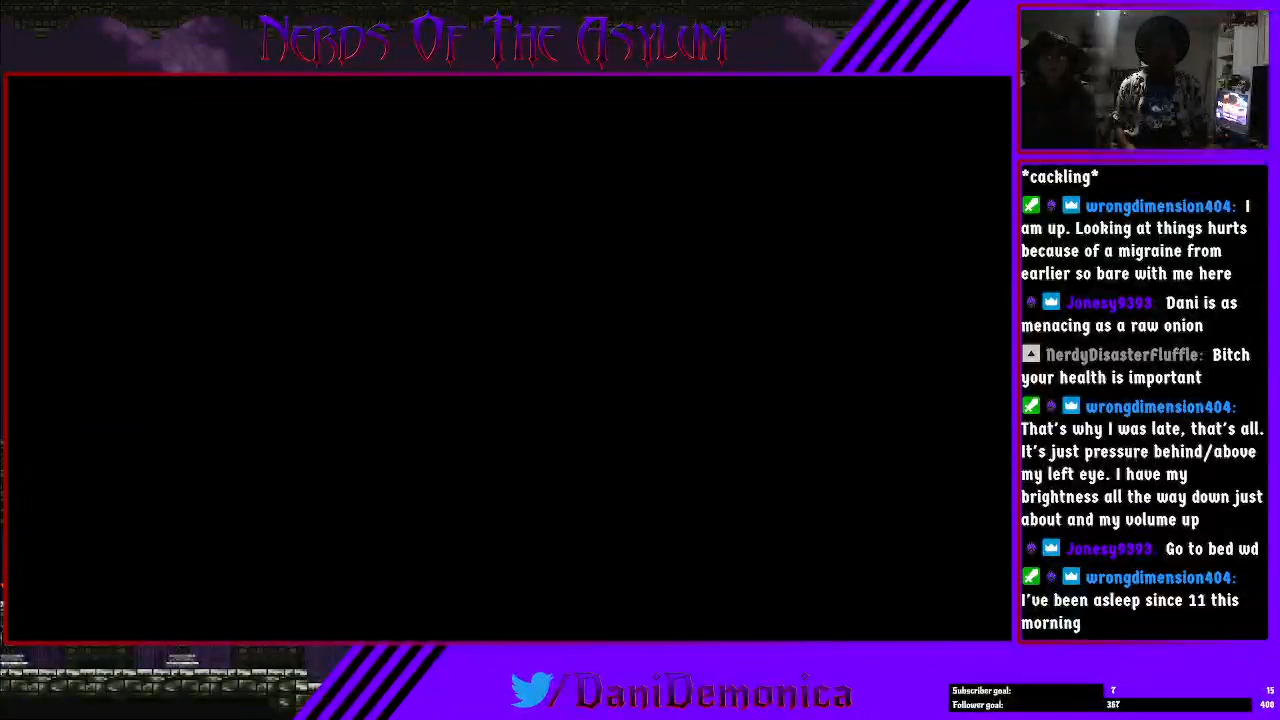 Nerds Of The Asylum
*cackling*
wrongdimension404: I
am up. Looking at things hurts
because of a migraine from
earlier so bare with me here
Jonesy9393: Dani is as
menacing as a raw onion
NerdyDisasterFluffle: Bitch
your health is important
wrongdimension404:
That's why I was late, that's all.
It's just pressure behind/above
my left eye. I have my
brightness all the way down just
about and my volume up
Jonesy9393: Go to bed wd
wrongdimension404:
I've been asleep since 11 this
morning
/DaniDemonica
Subscriber goal: 7 15
Follower goal: 367 400